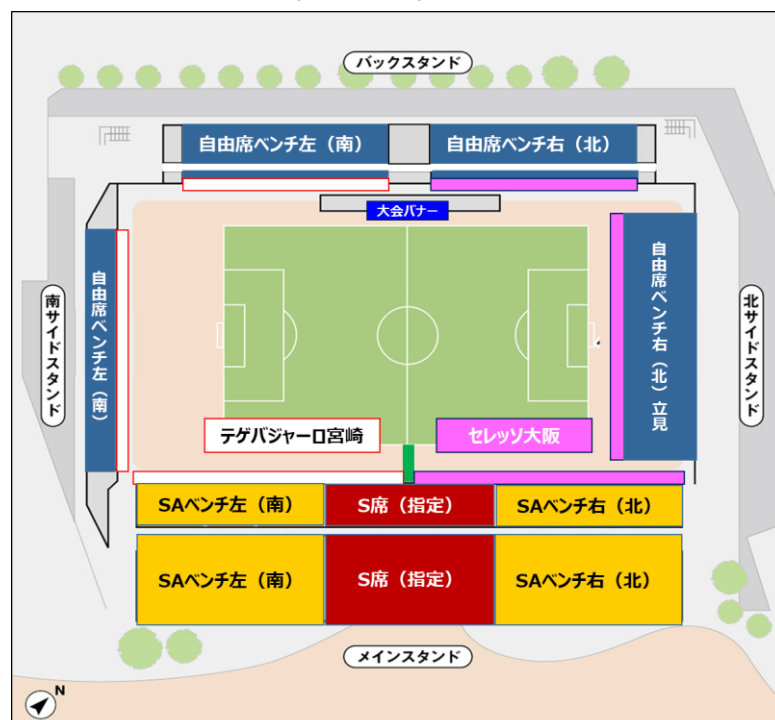 バックスタンド
自由席ベンチ左（南）
自由席ベンチ右（北）
大会バナー
南サイドスタンド
自由席ベンチ左（南）
自由席ベンチ右（北）立見
北サイドスタンド
テゲバジャーロ宮崎
セレッソ大阪
SAベンチ左（南）
S席（指定）
SAベンチ右（北）
SAベンチ左（南）
S席（指定）
SAベンチ右（北）
メインスタンド
N